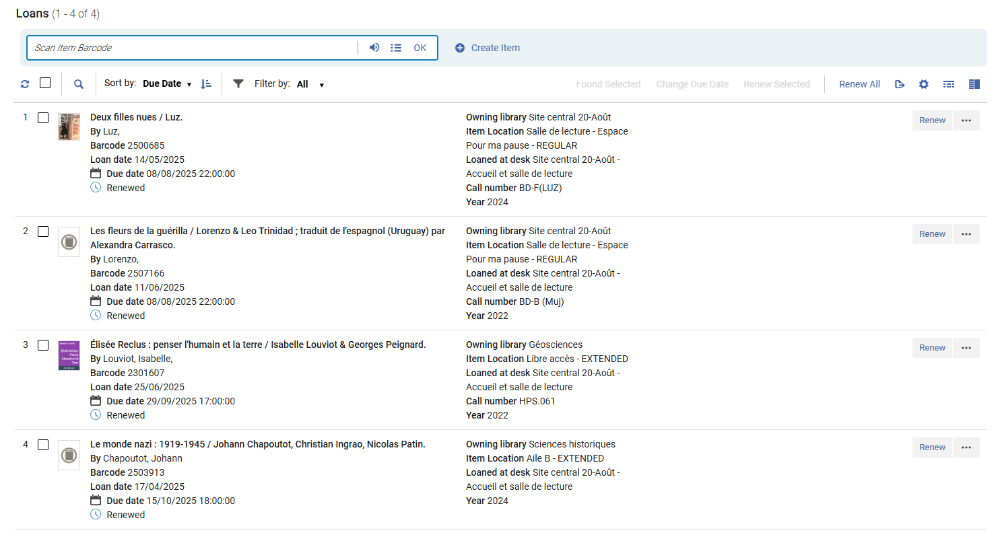 Loans (1 - 4 of 4)
Scan Item Barcode
OK
Create Item
Sort by: Due Date
Filter by: All
Found Selected
Change Due Date
Renew Selected
Renew All
1
Deux filles nues / Luz.
By Luz,
Barcode 2500685
Loan date 14/05/2025
Due date 08/08/2025 22:00:00
Renewed
Owning library Site central 20-Août
Item Location Salle de lecture - Espace
Pour ma pause - REGULAR
Loaned at desk Site central 20-Août -
Accueil et salle de lecture
Call number BD-F(LUZ)
Year 2024
Renew
2
Les fleurs de la guérilla / Lorenzo & Leo Trinidad ; traduit de l'espagnol (Uruguay) par
Alexandra Carrasco.
By Lorenzo,
Barcode 2507166
Loan date 11/06/2025
Due date 08/08/2025 22:00:00
Renewed
Owning library Site central 20-Août
Item Location Salle de lecture - Espace
Pour ma pause - REGULAR
Loaned at desk Site central 20-Août -
Accueil et salle de lecture
Call number BD-B (Muj)
Year 2022
Renew
3
Élisée Reclus : penser l'humain et la terre / Isabelle Louviot & Georges Peignard.
By Louviot, Isabelle,
Barcode 2301607
Loan date 25/06/2025
Due date 29/09/2025 17:00:00
Renewed
Owning library Géosciences
Item Location Libre accès - EXTENDED
Loaned at desk Site central 20-Août -
Accueil et salle de lecture
Call number HPS.061
Year 2022
Renew
4
Le monde nazi : 1919-1945 / Johann Chapoutot, Christian Ingrao, Nicolas Patin.
By Chapoutot, Johann
Barcode 2503913
Loan date 17/04/2025
Due date 15/10/2025 18:00:00
Renewed
Owning library Sciences historiques
Item Location Aile B - EXTENDED
Loaned at desk Site central 20-Août -
Accueil et salle de lecture
Year 2024
Renew